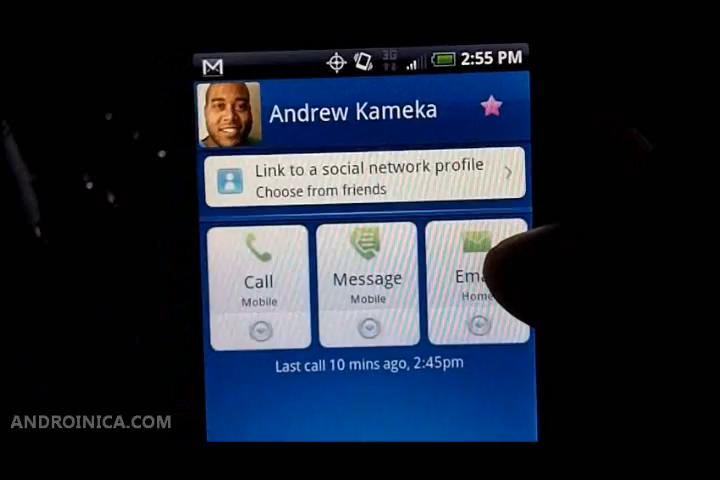 3G
2:55 PM
Andrew Kameka
Link to a social network profile
Choose from friends
Call
Mobile
Message
Mobile
Ema
Home
Last call 10 mins ago, 2:45pm
ANDROINICA.COM